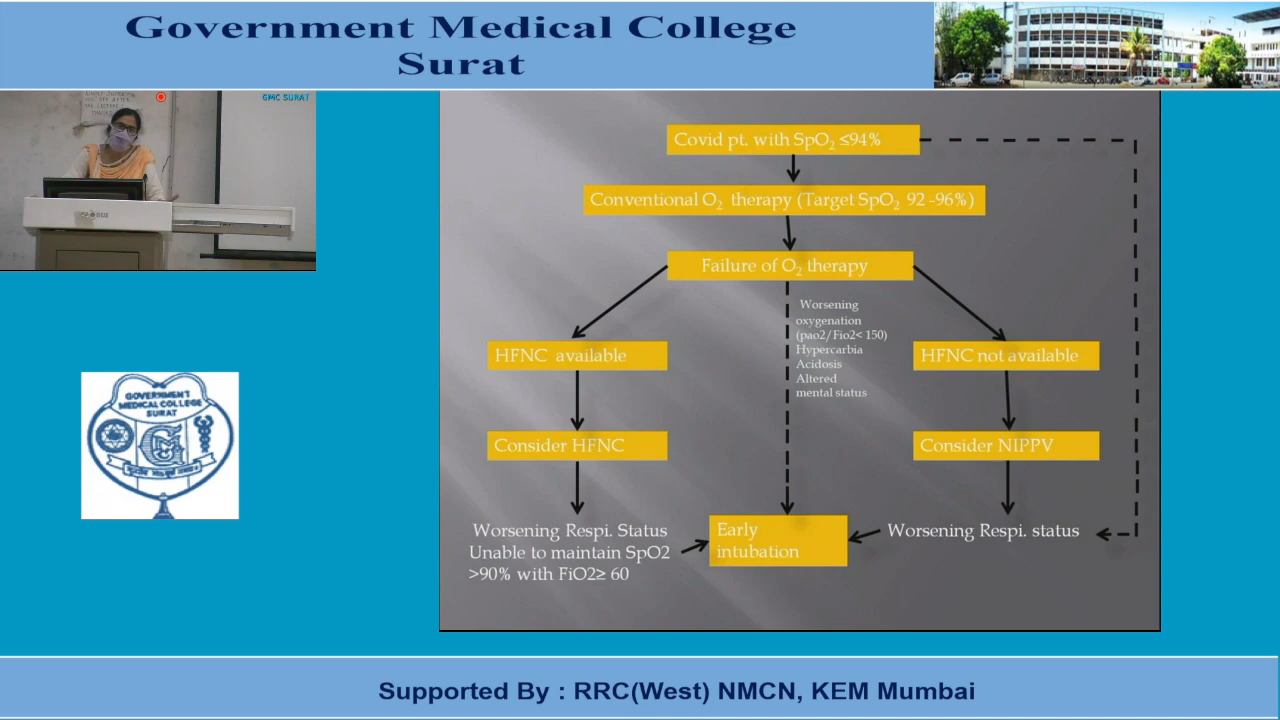 Government Medical College
Surat
GMC SURAT
Covid pt. with SpO₂ ≤94%
Conventional O₂ therapy (Target SpO₂ 92 -96%)
Failure of O₂ therapy
Worsening
oxygenation
(pao2/Fio2< 150)
Hypercarbia
Acidosis
Altered
mental status
HFNC available
HFNC not available
Consider HFNC
Consider NIPPV
Worsening Respi. Status
Unable to maintain SpO2
>90% with FiO2≥ 60
Early
intubation
Worsening Respi. status
GOVERNMENT
MEDICAL COLLEGE
SURAT
Supported By : RRC(West) NMCN, KEM Mumbai